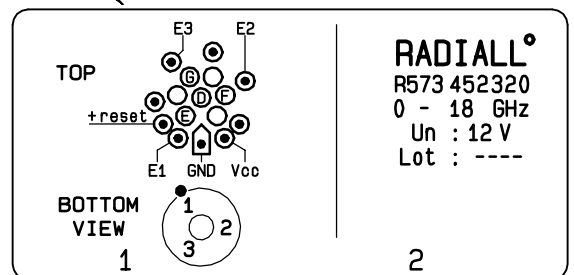 E3 E2
TOP
G
D F
E
+reset
E1 GND Vcc
BOTTOM
VIEW
1
2
3
1
RADIALL°
R573 452320
0 - 18 GHz
Un : 12 V
Lot : ----
2